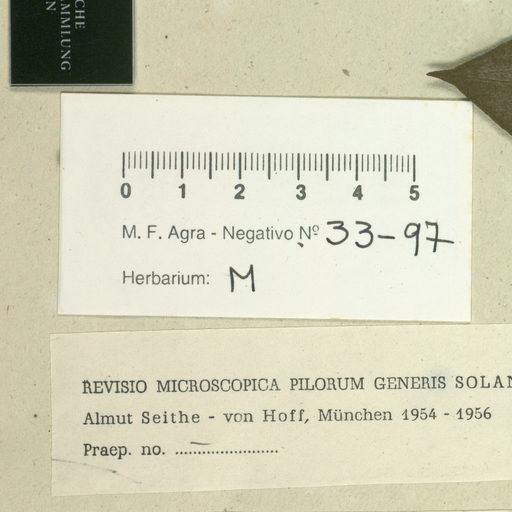 CHE
AMMLUNG
N
0 1 2 3 4 5
M. F. Agra - Negativo Nº 33-97
Herbarium: M
REVISIO MICROSCOPICA PILORUM GENERIS SOLAN
Almut Seithe - von Hoff, München 1954 - 1956
Praep. no. –